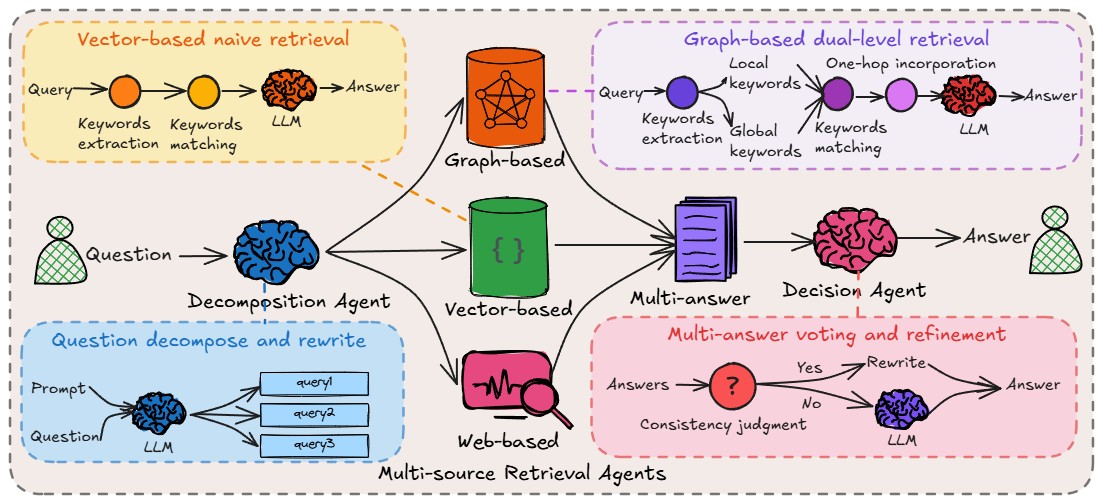 Vector-based naive retrieval
Query
Keywords
extraction
Keywords
matching
LLM
Answer
Graph-based
Graph-based dual-level retrieval
Query
Keywords
extraction
Local
keywords
Global
keywords
One-hop incorporation
Keywords
matching
LLM
Answer
Question
Decomposition Agent
{ }
Vector-based
Multi-answer
Decision Agent
Answer
Question decompose and rewrite
Prompt
Question
LLM
query1
query2
query3
Web-based
Multi-source Retrieval Agents
Multi-answer voting and refinement
Answers
?
Consistency judgment
Yes
No
Rewrite
LLM
Answer